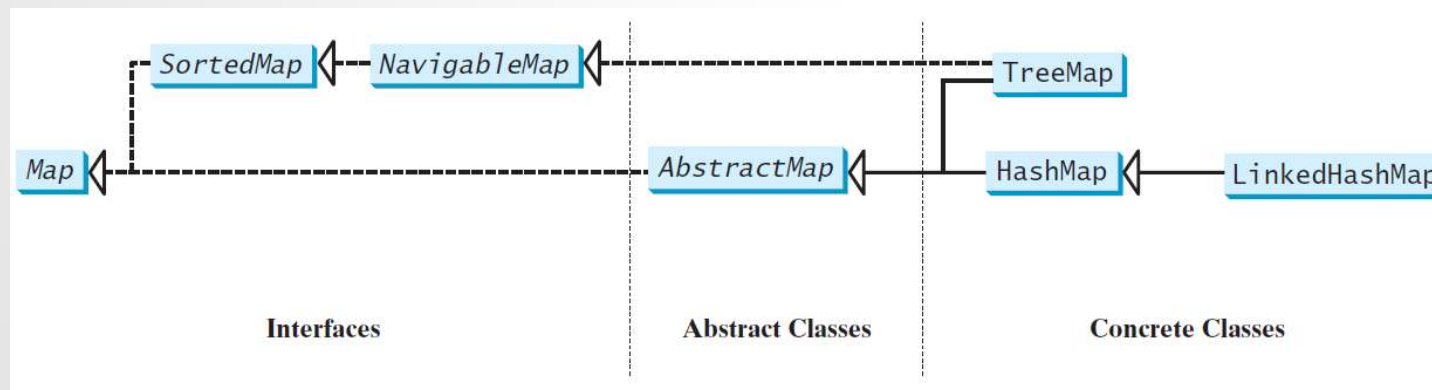 SortedMap
NavigableMap
TreeMap
Map
AbstractMap
HashMap
LinkedHashMap
Interfaces
Abstract Classes
Concrete Classes